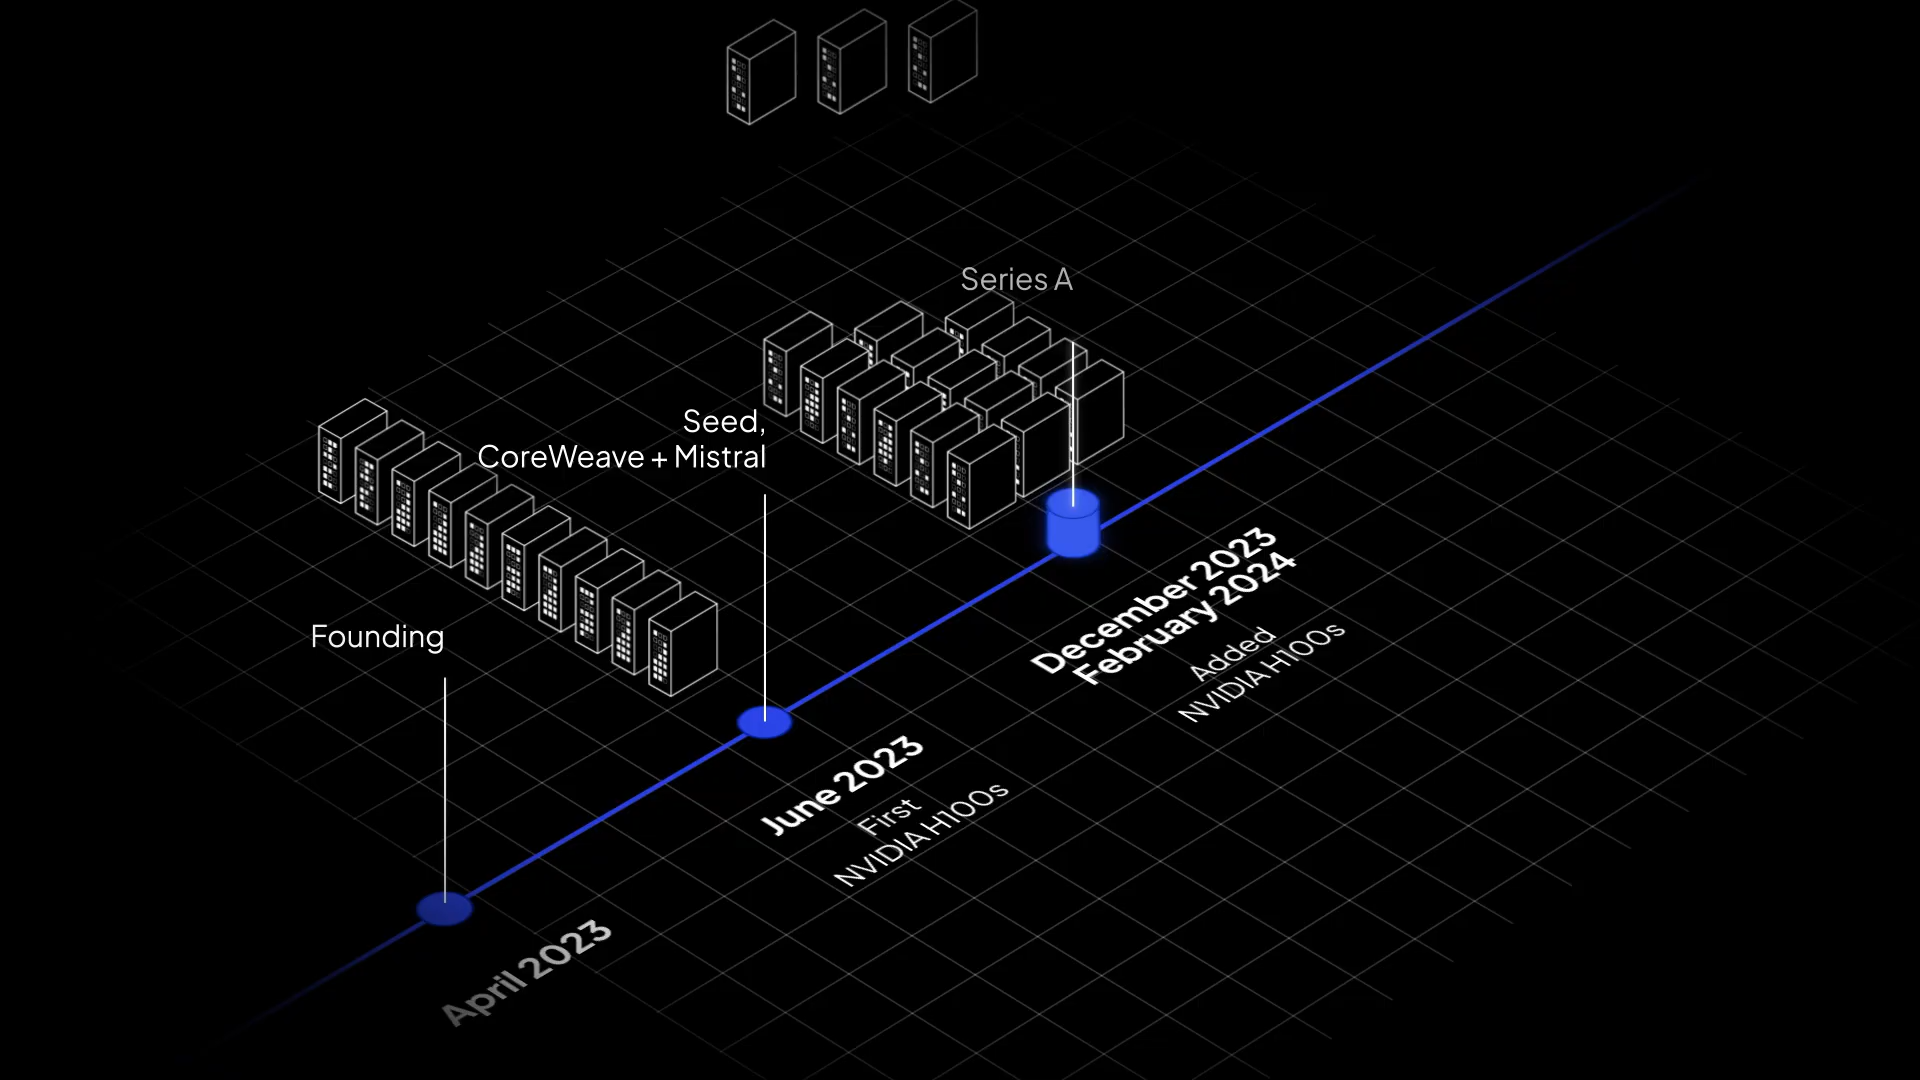 Series A
Seed,
CoreWeave + Mistral
Founding
December 2023
February 2024
Added
NVIDIA H100s
June 2023
First
NVIDIA H100s
April 2023